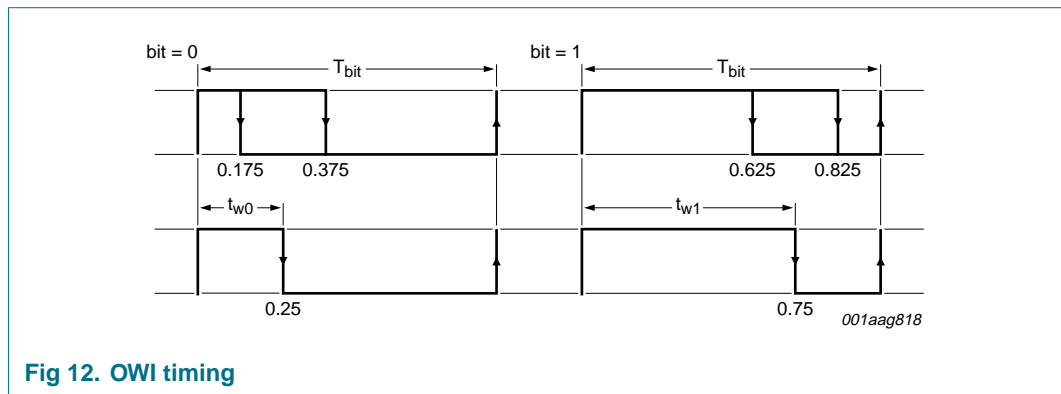 bit = 0
T_bit
bit = 1
T_bit
0.175
0.375
0.625
0.825
t_w0
t_w1
0.25
0.75
001aag818
Fig 12. OWI timing